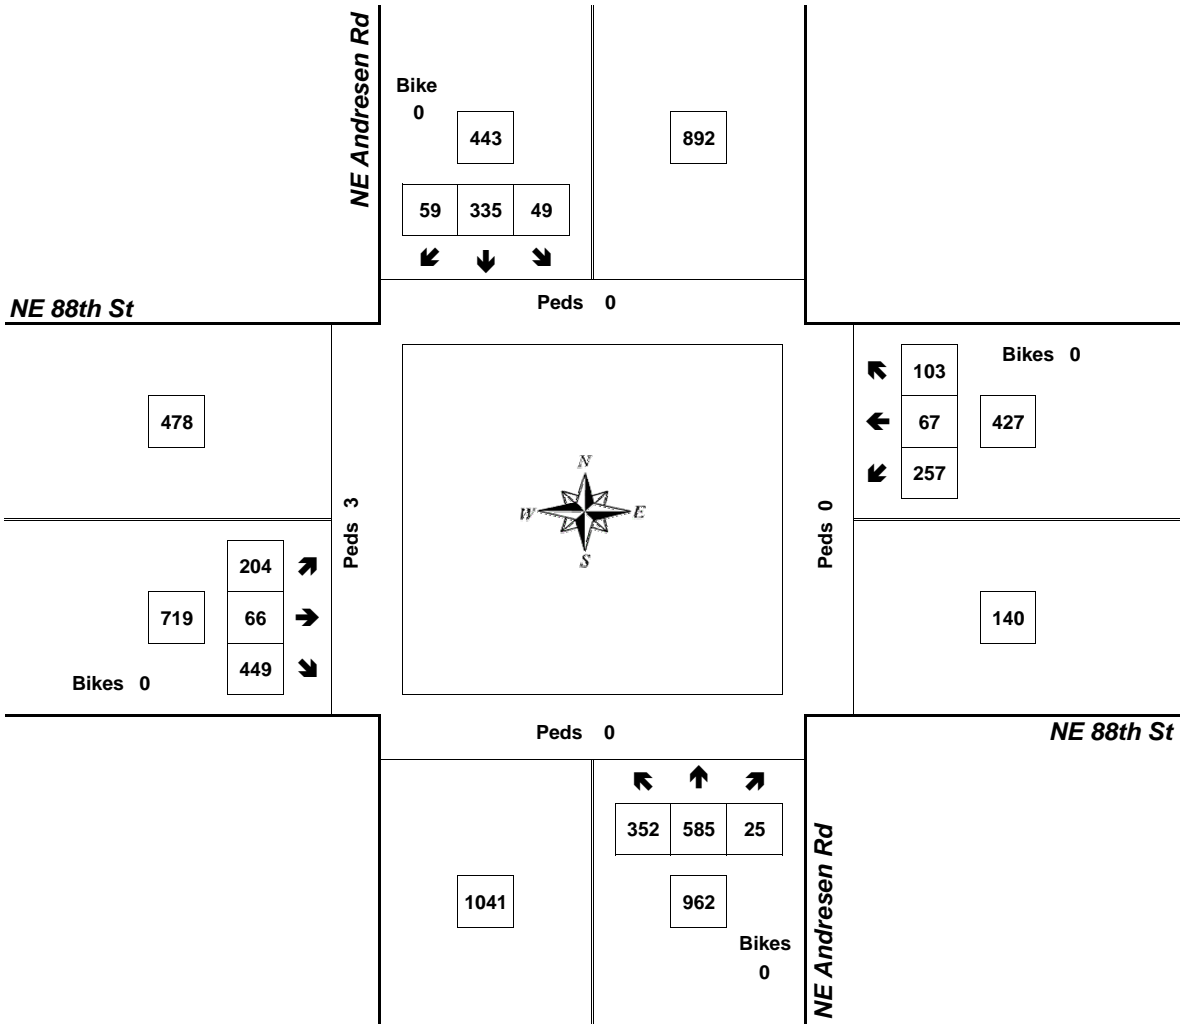 NE Andresen Rd
Bike
0
443
892
59 335 49
Peds 0
NE 88th St
Bikes 0
103
67
427
257
478
N
W E
S
Peds 3
Peds 0
204
719
66
449
Bikes 0
140
Peds 0
NE 88th St
352 585 25
1041
962
Bikes
0
NE Andresen Rd